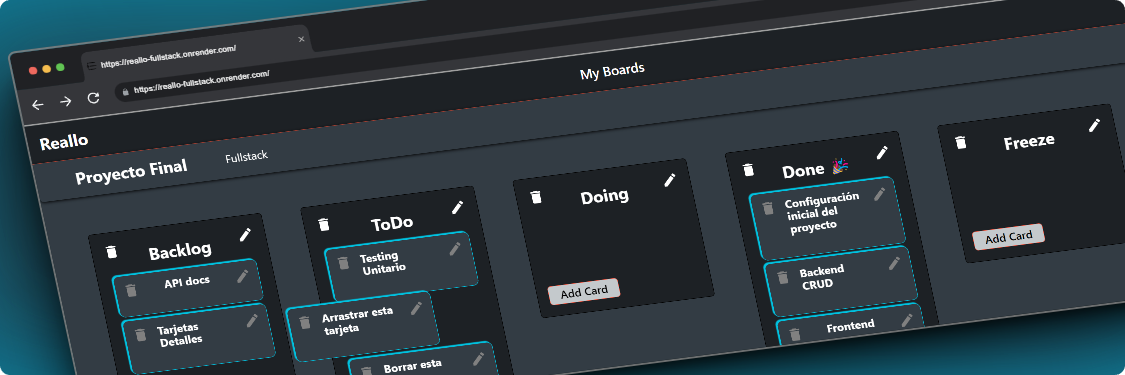 https://reallo-fullstack.onrender.com/
https://reallo-fullstack.onrender.com/
My Boards
Reallo
Proyecto Final
Fullstack
Backlog
API docs
Tarjetas
Detalles
ToDo
Testing
Unitario
Arrastrar esta
tarjeta
Borrar esta
Doing
Add Card
Done 🎉
Configuración
inicial del
proyecto
Backend
CRUD
Frontend
Freeze
Add Card